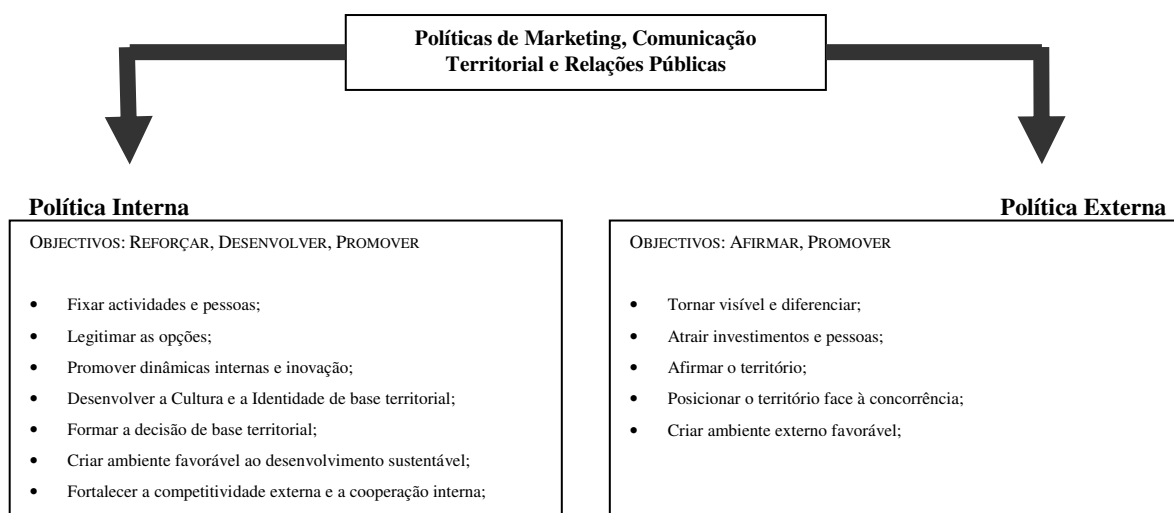 Políticas de Marketing, Comunicação
Territorial e Relações Públicas
Política Interna
OBJECTIVOS: REFORÇAR, DESENVOLVER, PROMOVER
• Fixar actividades e pessoas;
• Legitimar as opções;
• Promover dinâmicas internas e inovação;
• Desenvolver a Cultura e a Identidade de base territorial;
• Formar a decisão de base territorial;
• Criar ambiente favorável ao desenvolvimento sustentável;
• Fortalecer a competitividade externa e a cooperação interna;
Política Externa
OBJECTIVOS: AFIRMAR, PROMOVER
• Tornar visível e diferenciar;
• Atrair investimentos e pessoas;
• Afirmar o território;
• Posicionar o território face à concorrência;
• Criar ambiente externo favorável;